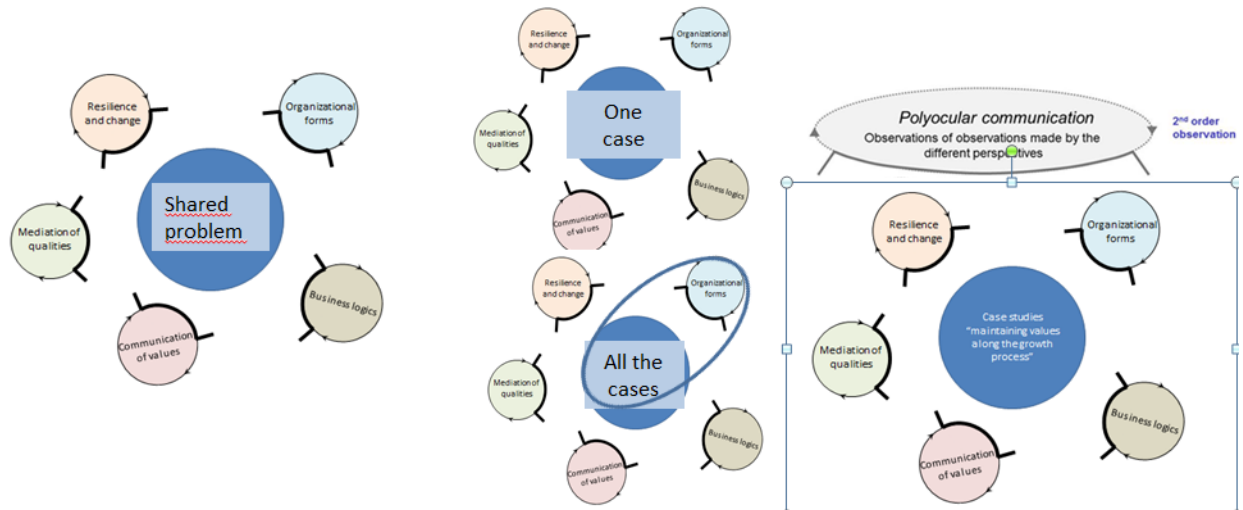 Resilience
and change
Organizational
forms
Shared
problem
Mediation of
qualities
Business logics
Communication
of values
Resilience
and change
Organizational
forms
One
case
Mediation of
qualities
Business logics
Communication
of values
Resilience
and change
Organizational
forms
All the
cases
Mediation of
qualities
Business logics
Communication
of values
Polyocular communication
Observations of observations made by the
different perspectives
2nd order
observation
Resilience
and change
Organizational
forms
Case studies
"maintaining values
along the growth
process"
Mediation of
qualities
Business logics
Communication
of values